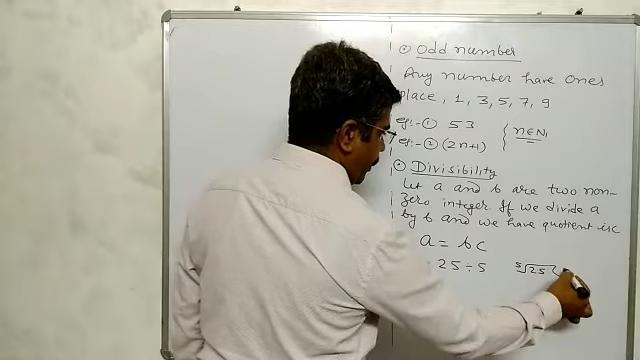 ⊙ Odd number
Any number have ones
place, 1, 3, 5, 7, 9
eg:- ① 53 { n∈N,
eg:- ② (2n+1)
⊙ Divisibility
Let a and b are two non-
zero integer If we divide a
by b and we have quotient is c
a = bc
25 ÷ 5 5√25 (